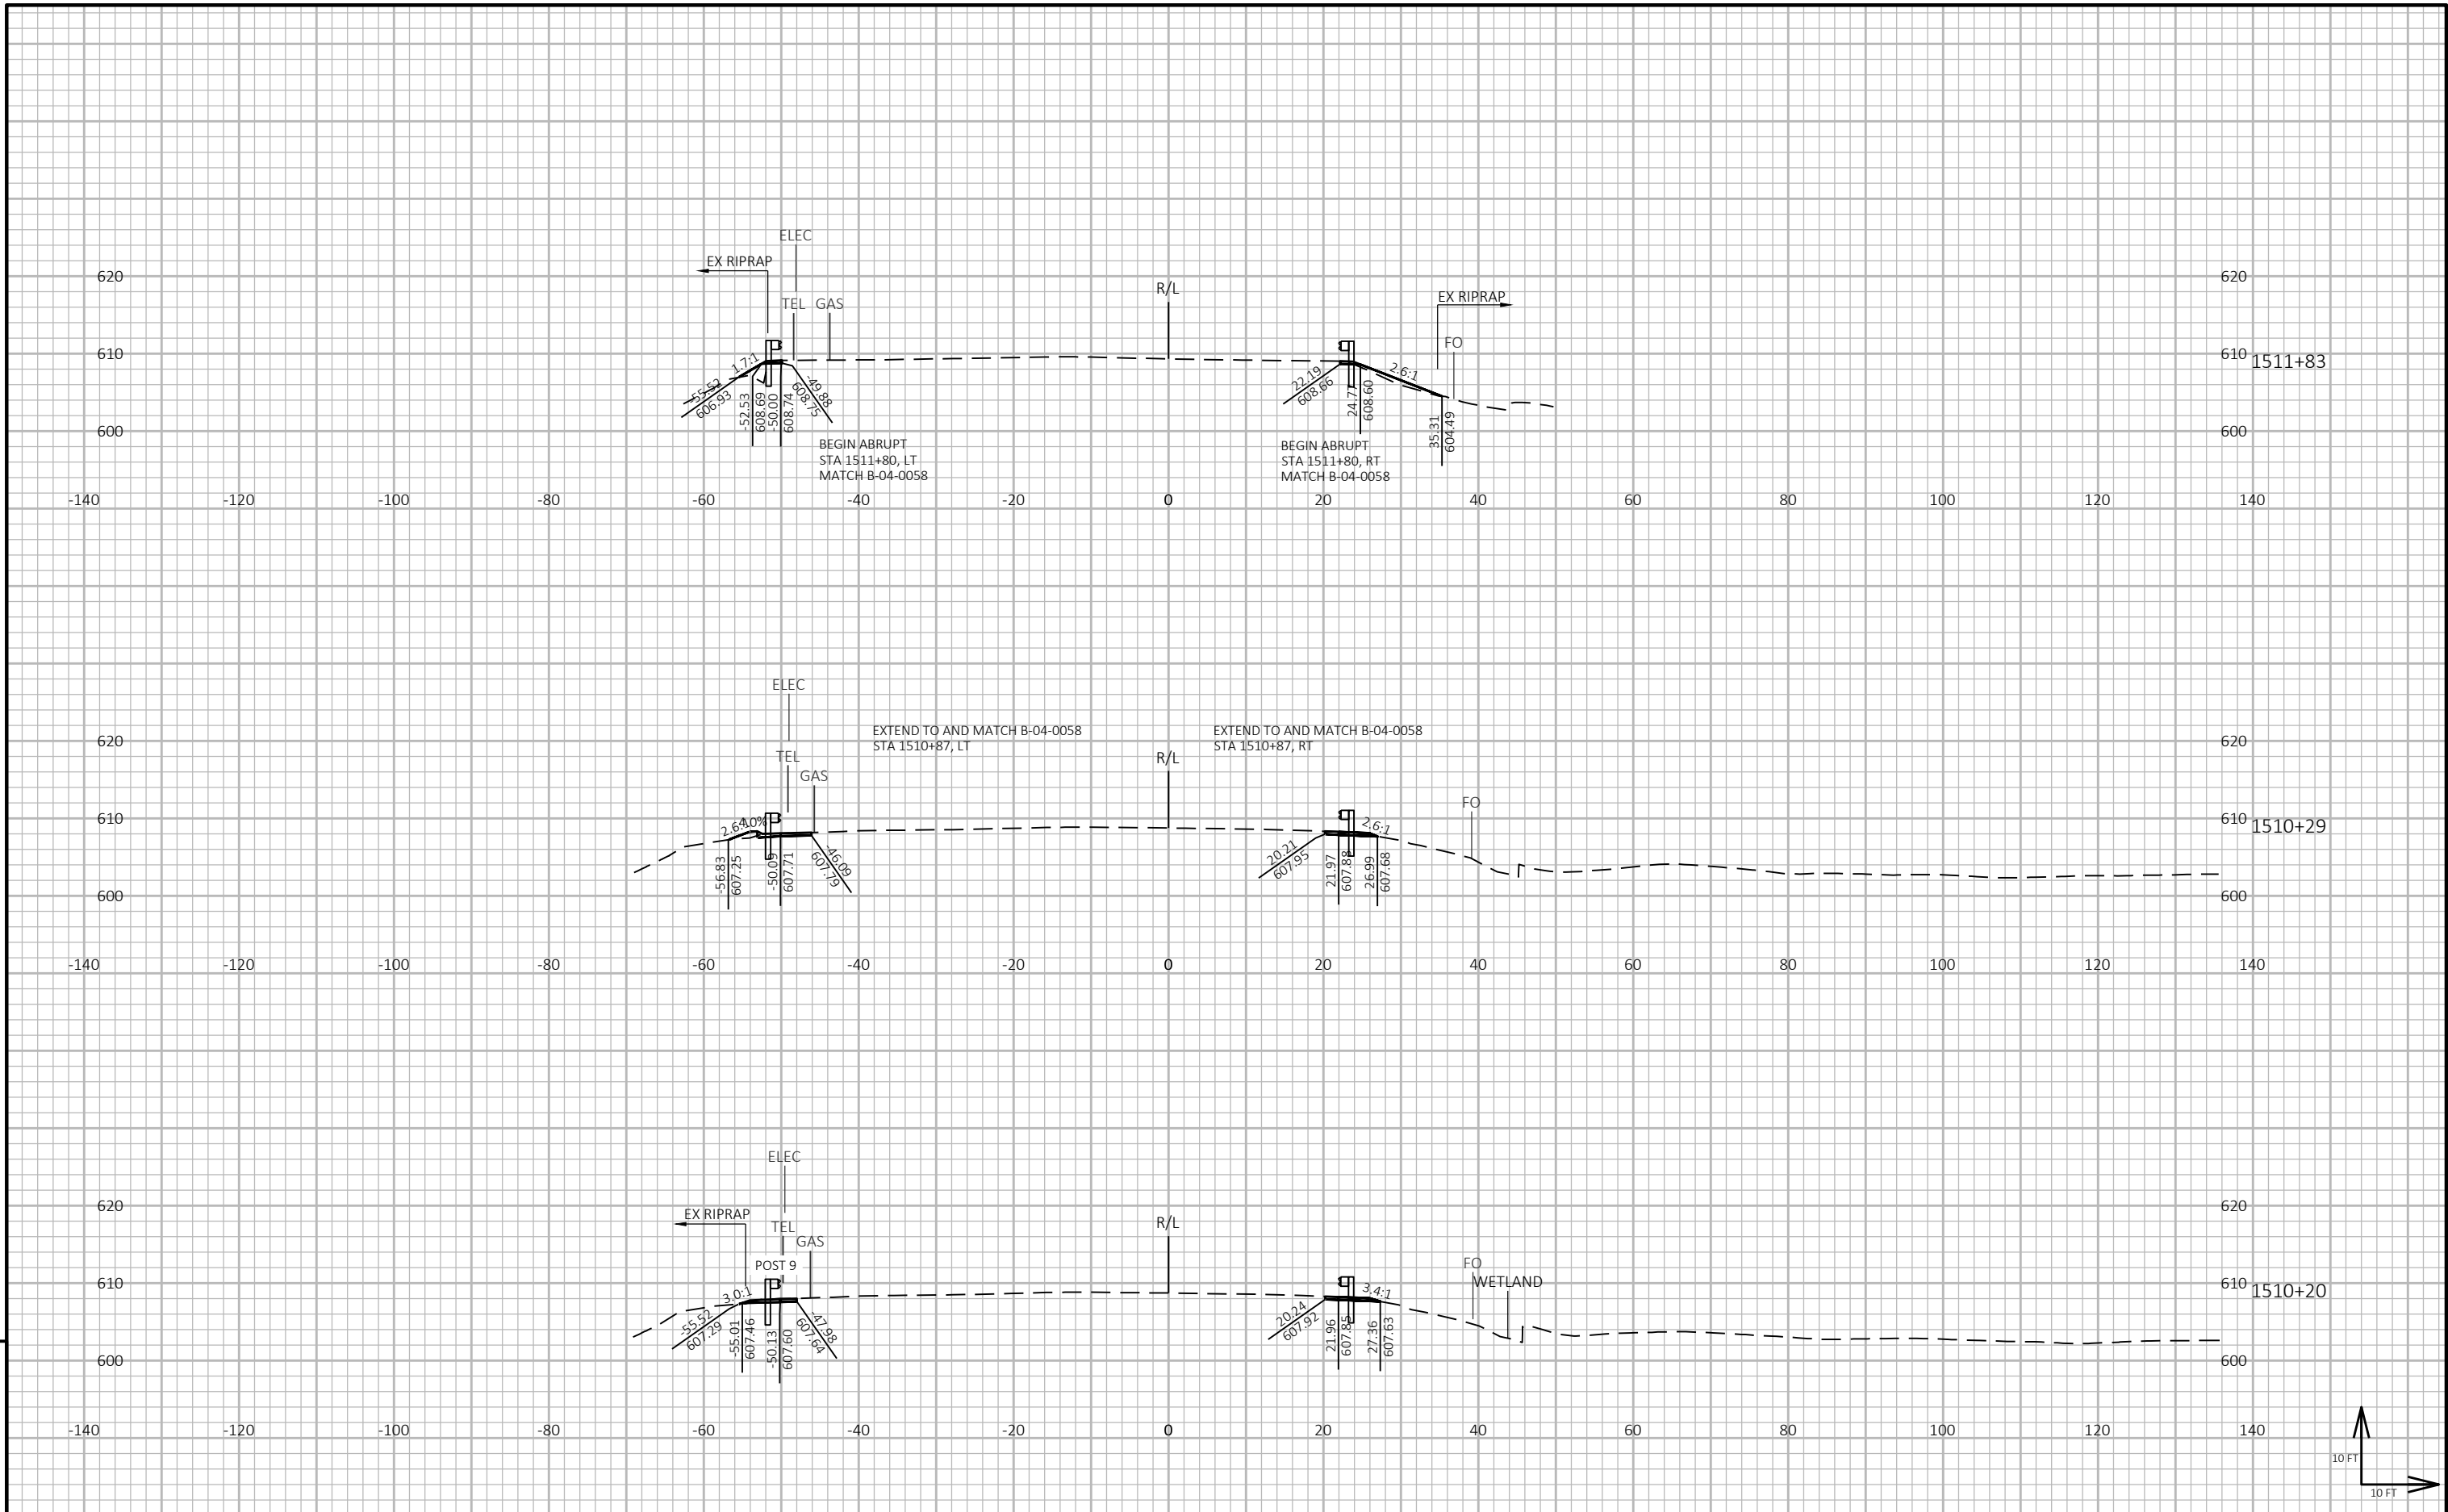 ELEC
EX RIPRAP
620
620
R/L
EX RIPRAP
TEL GAS
FO
610
610
1511+83
1.7:1
2.6:1
-55.52
606.93
-52.53
608.69
-50.00
608.74
-49.88
608.75
22.19
608.66
24.77
608.60
35.31
604.49
600
600
BEGIN ABRUPT
STA 1511+80, LT
MATCH B-04-0058
BEGIN ABRUPT
STA 1511+80, RT
MATCH B-04-0058
-140 -120 -100 -80 -60 -40 -20 0 20 40 60 80 100 120 140
ELEC
EXTEND TO AND MATCH B-04-0058
STA 1510+87, LT
EXTEND TO AND MATCH B-04-0058
STA 1510+87, RT
620
620
TEL
R/L
GAS
FO
610
610
1510+29
4.0%
2.6:1
-56.83
607.25
-50.09
607.71
-46.09
607.79
20.21
607.95
21.97
607.88
26.99
607.68
600
600
-140 -120 -100 -80 -60 -40 -20 0 20 40 60 80 100 120 140
ELEC
620
620
EX RIPRAP
TEL
R/L
GAS
POST 9
FO
WETLAND
610
610
1510+20
3.0:1
3.4:1
-55.52
607.29
-55.01
607.46
-50.13
607.60
-47.98
607.64
20.24
607.92
21.96
607.85
27.36
607.63
600
600
-140 -120 -100 -80 -60 -40 -20 0 20 40 60 80 100 120 140
10 FT
10 FT